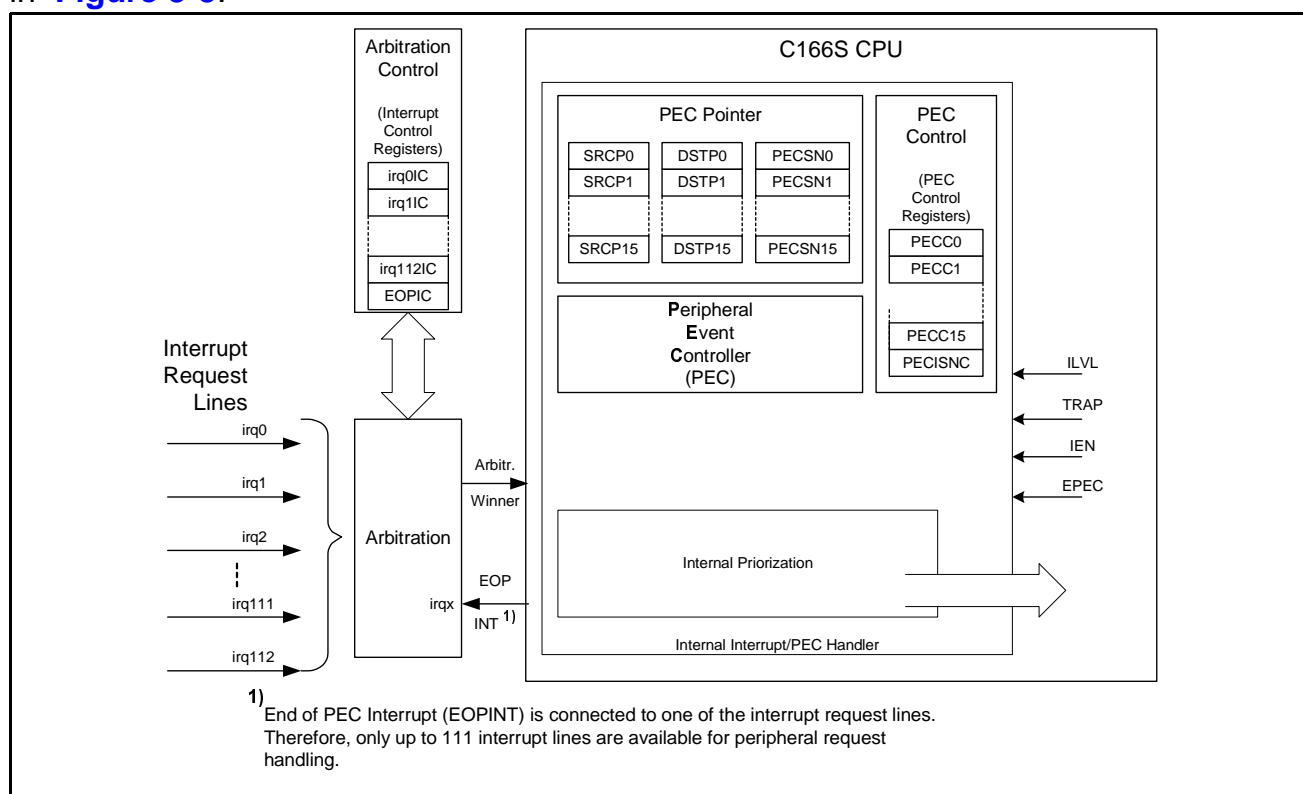 Arbitration
Control
(Interrupt
Control
Registers)
irq0IC
irq1IC
irq112IC
EOPIC
C166S CPU
PEC Pointer
SRCP0
DSTP0
PECSN0
SRCP1
DSTP1
PECSN1
SRCP15
DSTP15
PECSN15
PEC
Control
(PEC
Control
Registers)
PECC0
PECC1
PECC15
PECISNC
Peripheral
Event
Controller
(PEC)
ILVL
TRAP
IEN
EPEC
Interrupt
Request
Lines
irq0
irq1
irq2
irq111
irq112
Arbitration
irqx
Arbitr.
Winner
EOP
INT 1)
Internal Priorization
Internal Interrupt/PEC Handler
1)
End of PEC Interrupt (EOPINT) is connected to one of the interrupt request lines.
Therefore, only up to 111 interrupt lines are available for peripheral request
handling.